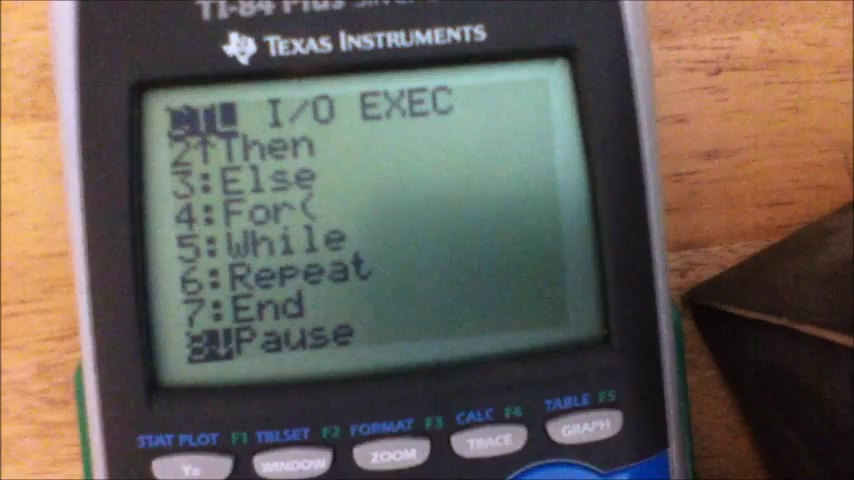 TI-84 Plus
TEXAS INSTRUMENTS
CTL I/O EXEC
2↑Then
3:Else
4:For(
5:While
6:Repeat
7:End
8↓Pause
STAT PLOT F1 TBLSET F2 FORMAT F3 CALC F4 TABLE F5
Y= WINDOW ZOOM TRACE GRAPH